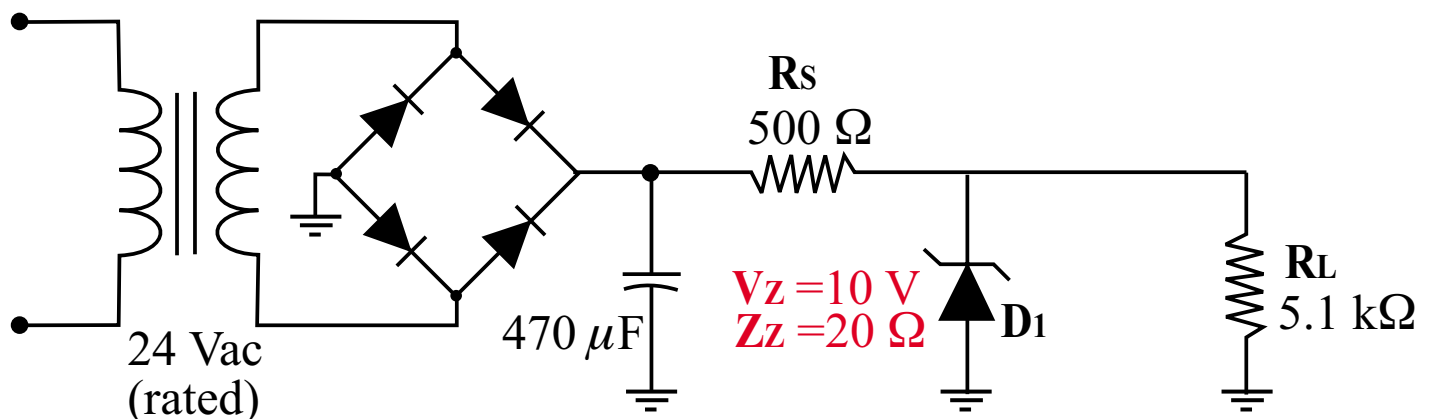 RS
500 Ω
24 Vac
(rated)
470 μF
VZ =10 V
ZZ =20 Ω
D1
RL
5.1 kΩ